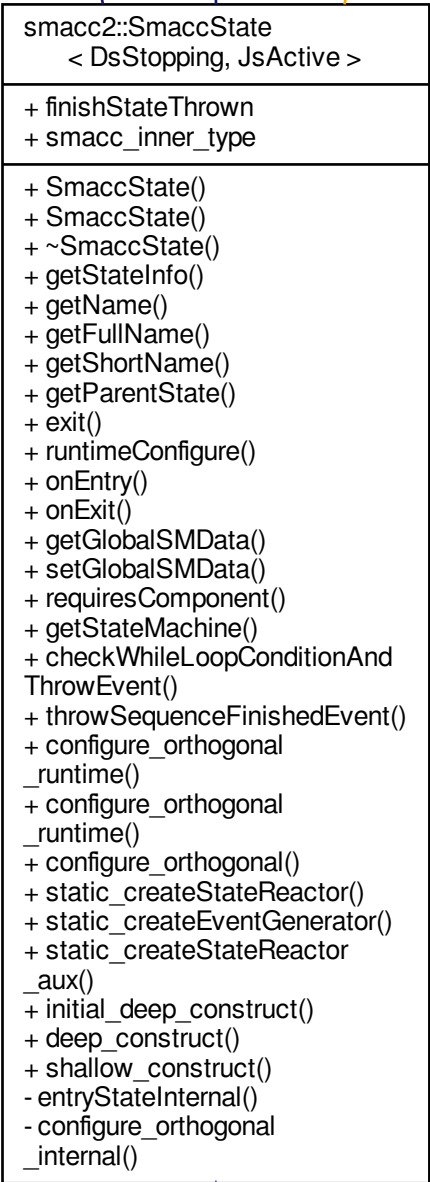 smacc2::SmaccState
< DsStopping, JsActive >
+ finishStateThrown
+ smacc_inner_type
+ SmaccState()
+ SmaccState()
+ ~SmaccState()
+ getStateInfo()
+ getName()
+ getFullName()
+ getShortName()
+ getParentState()
+ exit()
+ runtimeConfigure()
+ onEntry()
+ onExit()
+ getGlobalSMData()
+ setGlobalSMData()
+ requiresComponent()
+ getStateMachine()
+ checkWhileLoopConditionAnd
ThrowEvent()
+ throwSequenceFinishedEvent()
+ configure_orthogonal
_runtime()
+ configure_orthogonal
_runtime()
+ configure_orthogonal()
+ static_createStateReactor()
+ static_createEventGenerator()
+ static_createStateReactor
_aux()
+ initial_deep_construct()
+ deep_construct()
+ shallow_construct()
- entryStateInternal()
- configure_orthogonal
_internal()